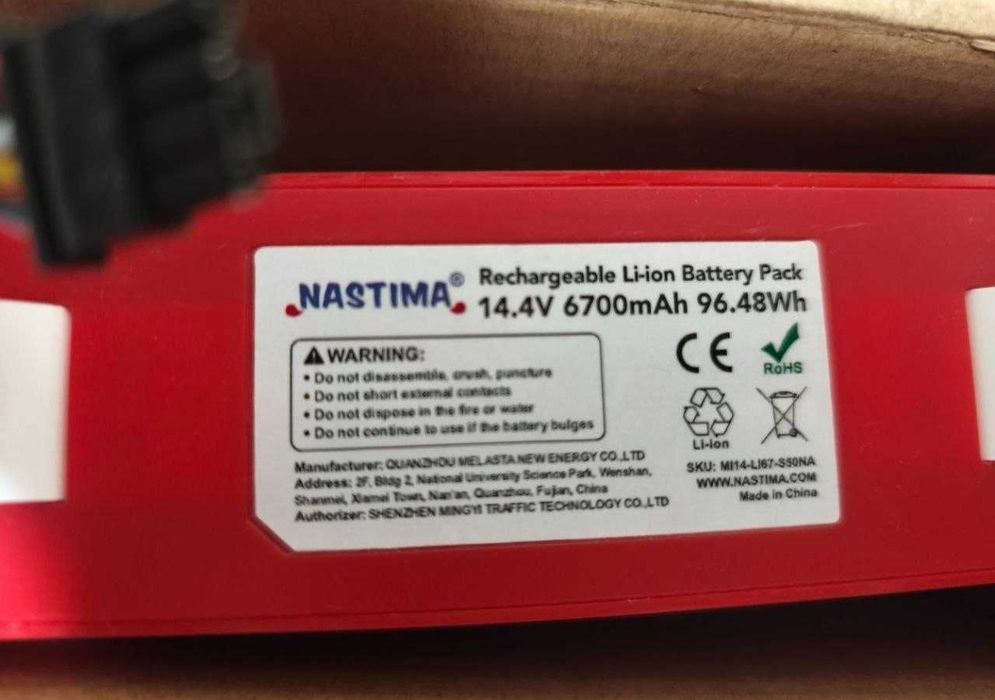 NASTIMA®
Rechargeable Li-ion Battery Pack
14.4V 6700mAh 96.48Wh
WARNING:
• Do not disassemble, crush, puncture
• Do not short external contacts
• Do not dispose in the fire or water
• Do not continue to use if the battery bulges
CE
RoHS
Li-ion
Manufacturer: QUANZHOU MELASTA NEW ENERGY CO.,LTD
Address: 2F, Bldg 2, National University Science Park, Wenshan,
Shanmei, Xiamei Town, Nan'an, Quanzhou, Fujian, China
Authorizer: SHENZHEN MINGYI TRAFFIC TECHNOLOGY CO.,LTD
SKU: MI14-LI67-S50NA
WWW.NASTIMA.COM
Made in China